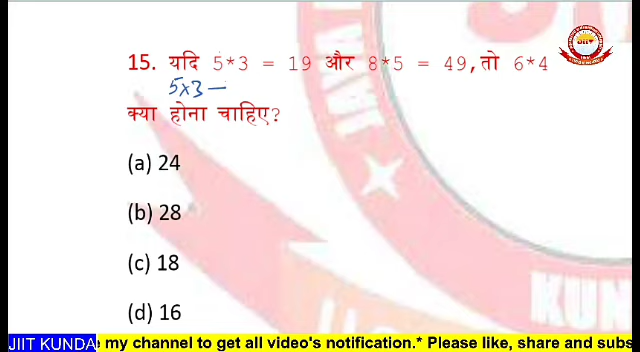 15. यदि 5*3 = 19 और 8*5 = 49,तो 6*4
5x3 —
क्या होना चाहिए?
(a) 24
(b) 28
(c) 18
(d) 16
JIIT KUNDA my channel to get all video's notification.* Please like, share and subs